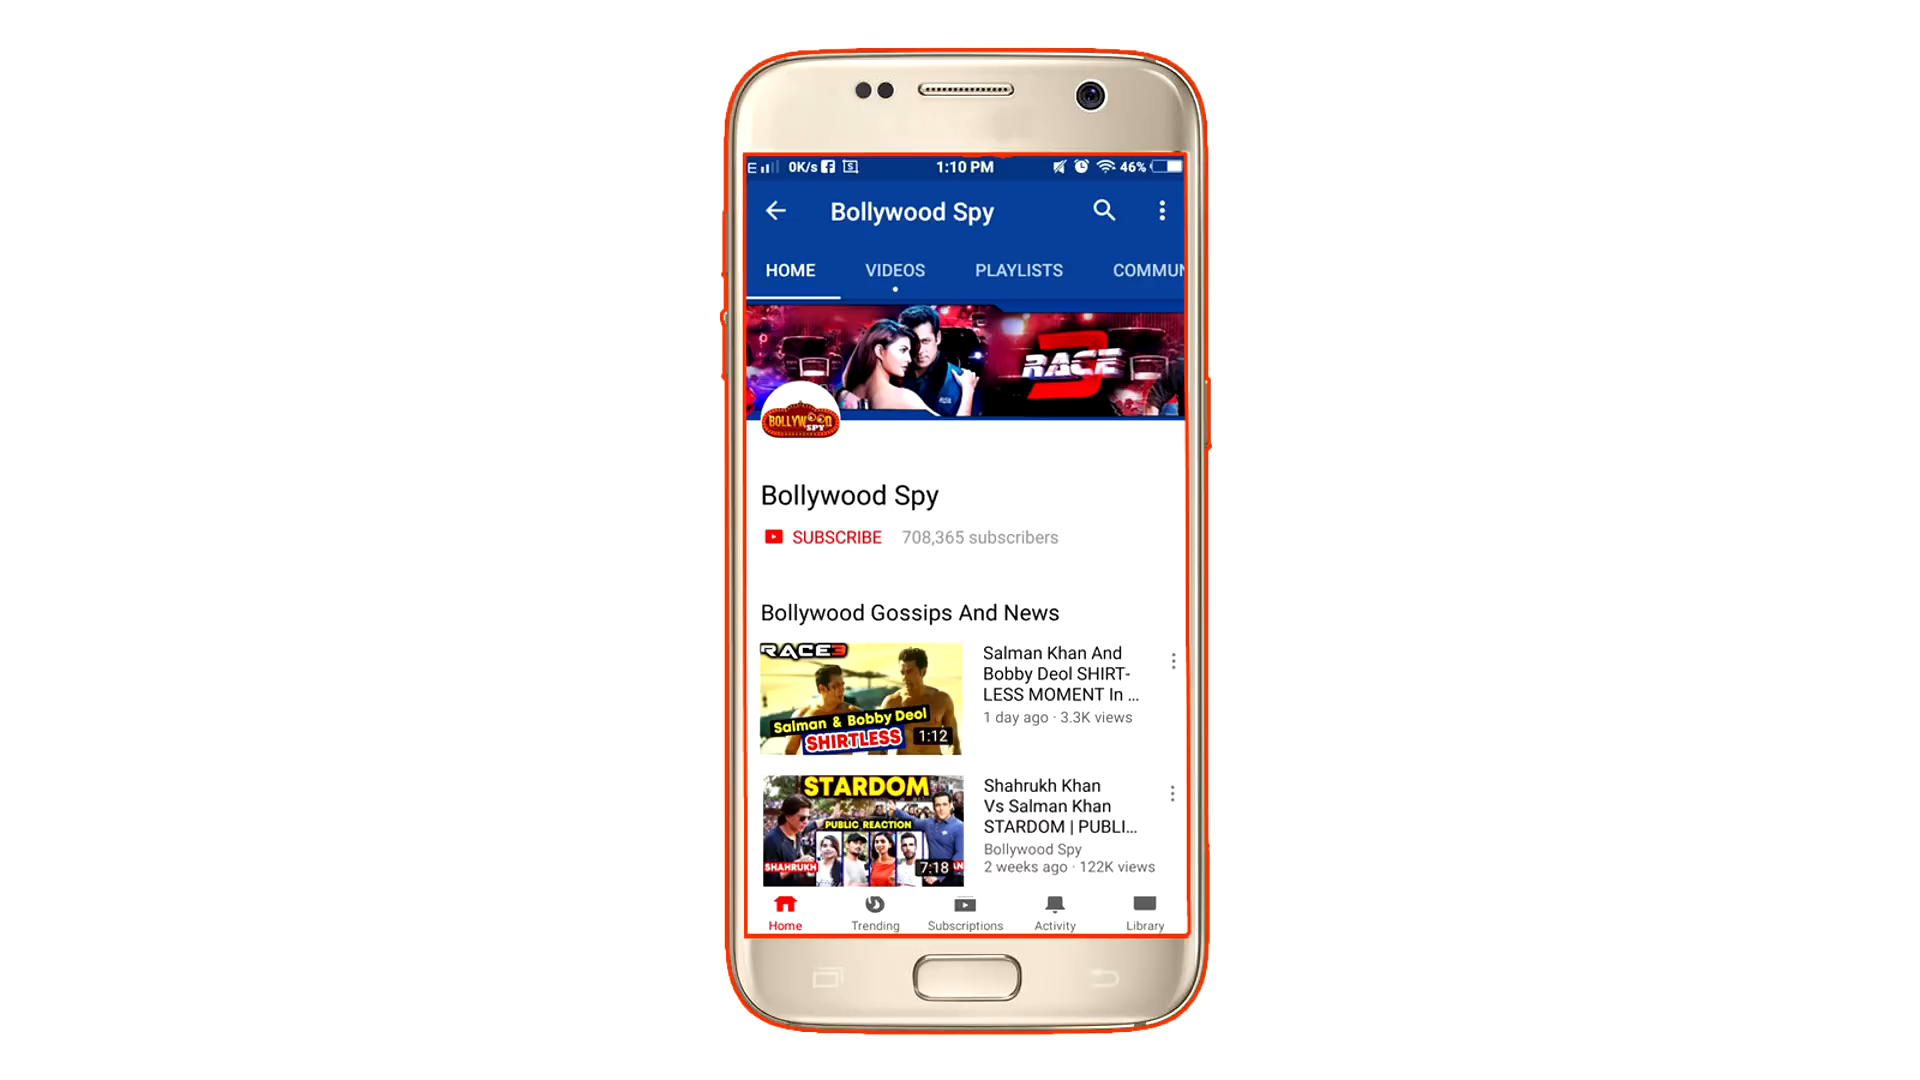 E 0K/s 1:10 PM 46%
Bollywood Spy
HOME VIDEOS PLAYLISTS COMMUN
RACE 3
BOLLYWOOD
SPY
Bollywood Spy
SUBSCRIBE 708,365 subscribers
Bollywood Gossips And News
RACE3
Salman & Bobby Deol
SHIRTLESS
1:12
Salman Khan And
Bobby Deol SHIRT-
LESS MOMENT In ...
1 day ago · 3.3K views
STARDOM
PUBLIC REACTION
SHAHRUKH
7:18
Shahrukh Khan
Vs Salman Khan
STARDOM | PUBLI...
Bollywood Spy
2 weeks ago · 122K views
Home Trending Subscriptions Activity Library